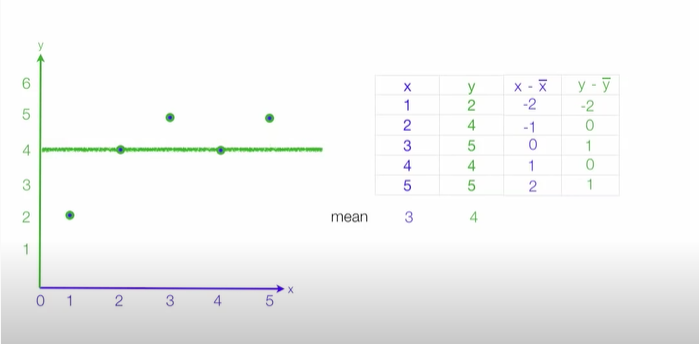 y
6
5
4
3
2
1
0 1 2 3 4 5 x
x y x - x̅ y - y̅
1 2 -2 -2
2 4 -1 0
3 5 0 1
4 4 1 0
5 5 2 1
mean 3 4